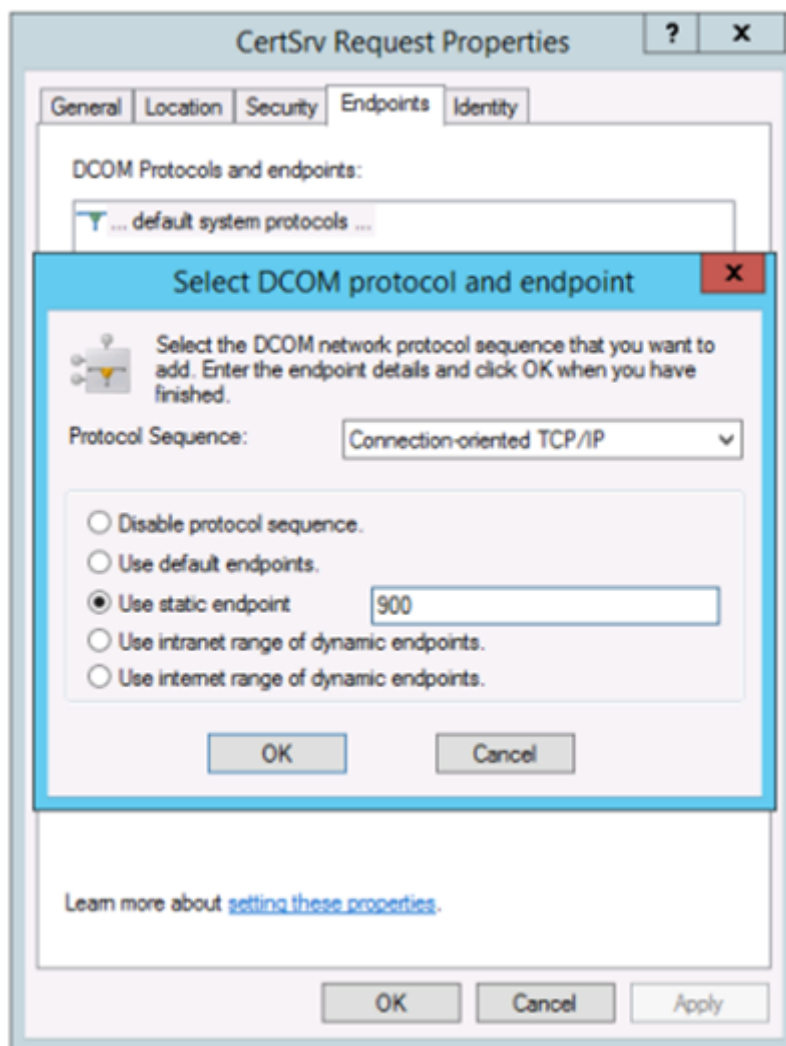 CertSrv Request Properties
? x
General Location Security Endpoints Identity
DCOM Protocols and endpoints:
... default system protocols ...
Select DCOM protocol and endpoint x
Select the DCOM network protocol sequence that you want to
add. Enter the endpoint details and click OK when you have
finished.
Protocol Sequence: Connection-oriented TCP/IP
Disable protocol sequence.
Use default endpoints.
Use static endpoint 900
Use intranet range of dynamic endpoints.
Use internet range of dynamic endpoints.
OK Cancel
Learn more about setting these properties.
OK Cancel Apply